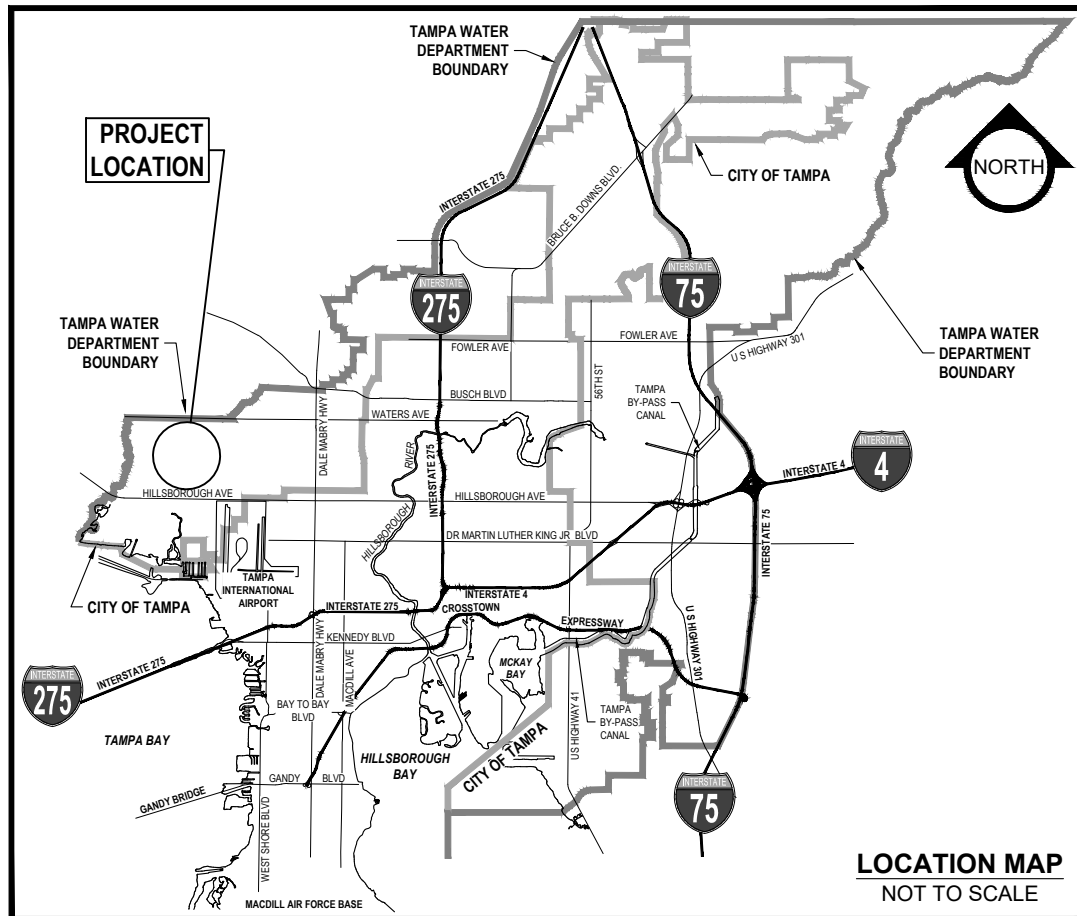 TAMPA WATER
DEPARTMENT
BOUNDARY
PROJECT
LOCATION
CITY OF TAMPA
NORTH
INTERSTATE 275
BRUCE B. DOWNS BLVD.
INTERSTATE
275
INTERSTATE
75
TAMPA WATER
DEPARTMENT
BOUNDARY
FOWLER AVE
FOWLER AVE
U S HIGHWAY 301
TAMPA WATER
DEPARTMENT
BOUNDARY
DALE MABRY HWY
BUSCH BLVD
56TH ST
TAMPA
BY-PASS
CANAL
WATERS AVE
RIVER
HILLSBOROUGH
INTERSTATE 275
INTERSTATE 4
INTERSTATE
4
HILLSBOROUGH AVE
HILLSBOROUGH AVE
DR MARTIN LUTHER KING JR BLVD
INTERSTATE 75
TAMPA
INTERNATIONAL
AIRPORT
CITY OF TAMPA
INTERSTATE 4
INTERSTATE 275
CROSSTOWN
EXPRESSWAY
KENNEDY BLVD
DALE MABRY HWY
MACDILL AVE
MCKAY
BAY
U S HIGHWAY 301
INTERSTATE 275
INTERSTATE
275
BAY TO BAY
BLVD
US HIGHWAY 41
TAMPA
BY-PASS
CANAL
TAMPA BAY
HILLSBOROUGH
BAY
CITY OF TAMPA
GANDY BLVD
GANDY BRIDGE
WEST SHORE BLVD
INTERSTATE
75
MACDILL AIR FORCE BASE
LOCATION MAP
NOT TO SCALE